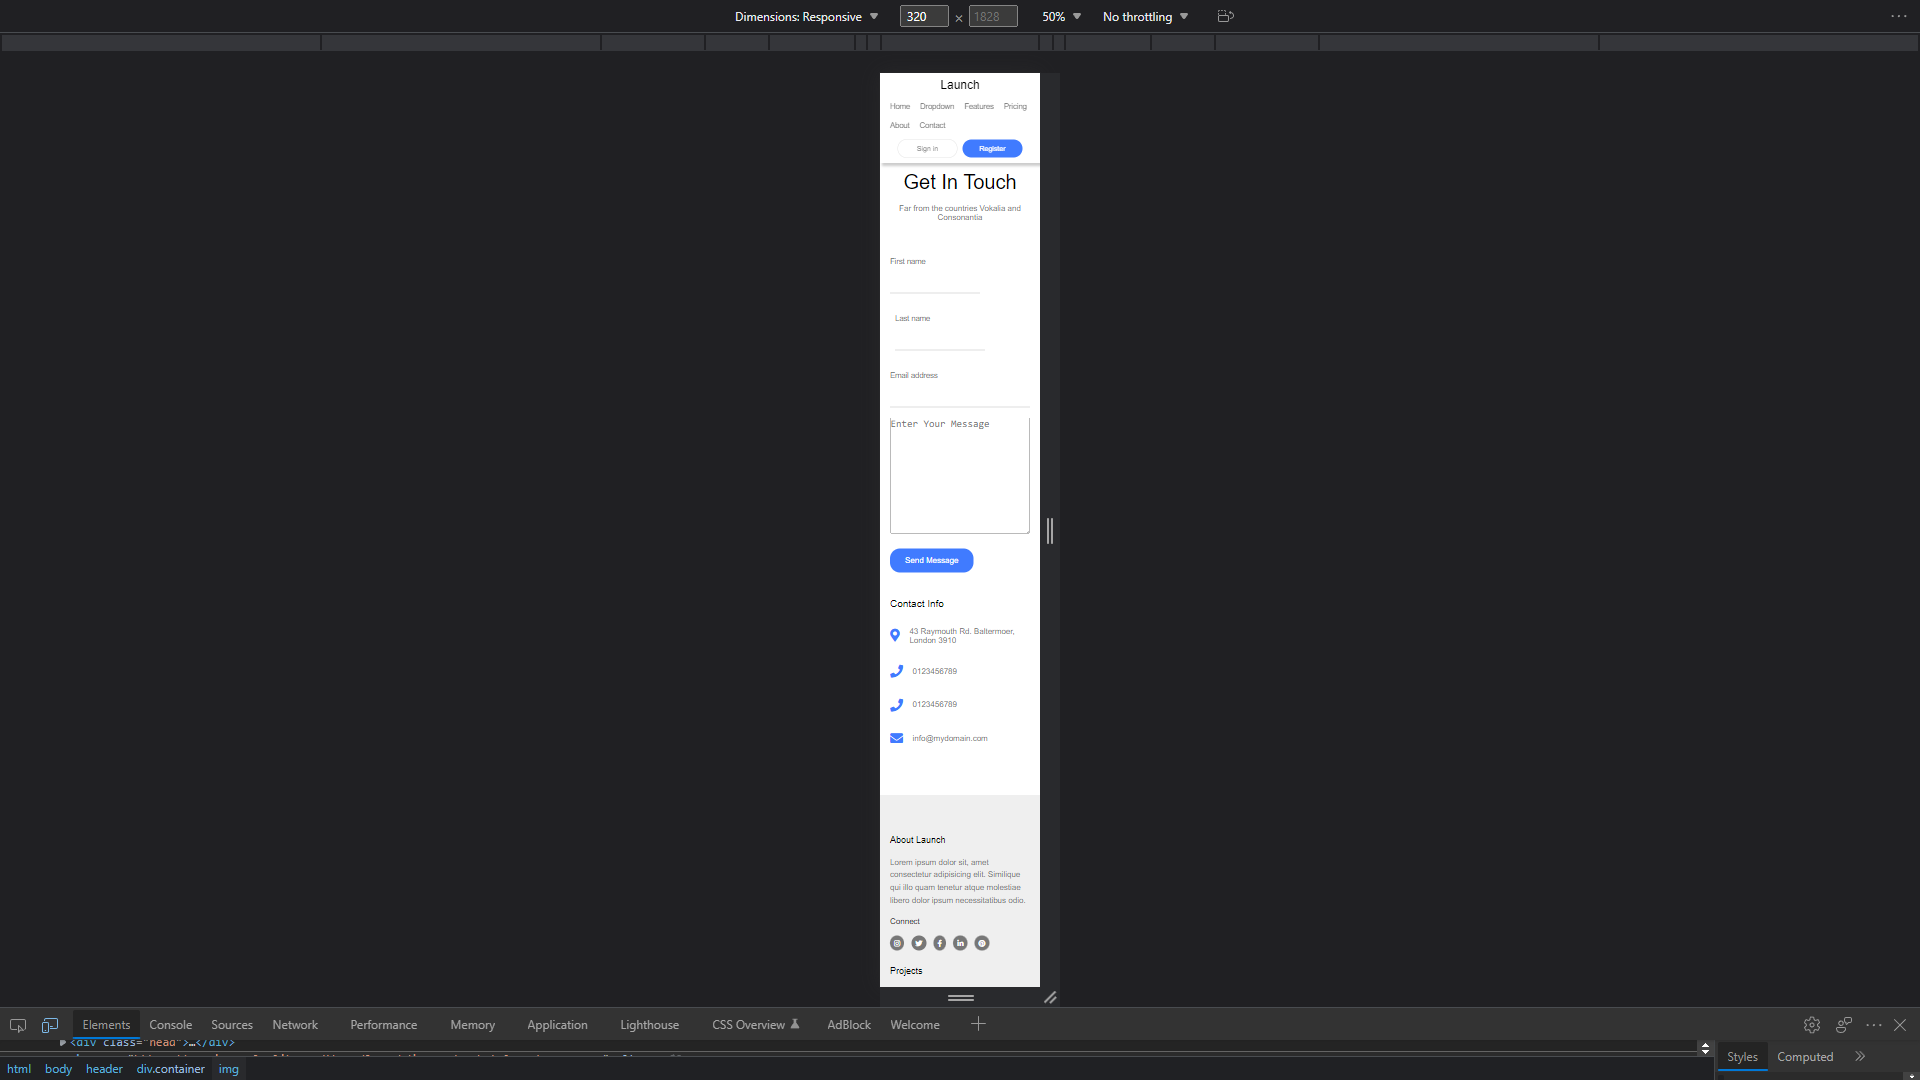 Dimensions: Responsive 320 × 1828 50% No throttling
Launch
Home Dropdown Features Pricing
About Contact
Sign in Register
Get In Touch
Far from the countries Vokalia and
Consonantia
First name
Last name
Email address
Enter Your Message
Send Message
Contact Info
43 Raymouth Rd. Baltermoer,
London 3910
0123456789
0123456789
info@mydomain.com
About Launch
Lorem ipsum dolor sit, amet
consectetur adipisicing elit. Similique
qui illo quam tenetur atque molestiae
libero dolor ipsum necessitatibus odio.
Connect
Projects
Elements Console Sources Network Performance Memory Application Lighthouse CSS Overview AdBlock Welcome
<div class="head">…</div>
Styles Computed
html body header div.container img